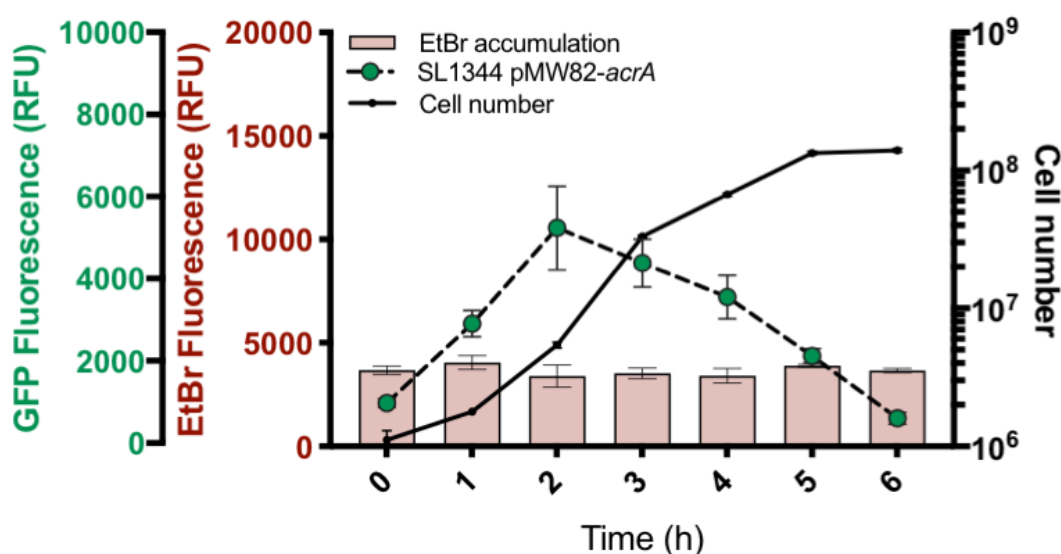 GFP Fluorescence (RFU)
10000
8000
6000
4000
2000
0
EtBr Fluorescence (RFU)
20000
15000
10000
5000
0
EtBr accumulation
SL1344 pMW82-acrA
Cell number
10⁹
10⁸
10⁷
10⁶
Cell number
0 1 2 3 4 5 6
Time (h)